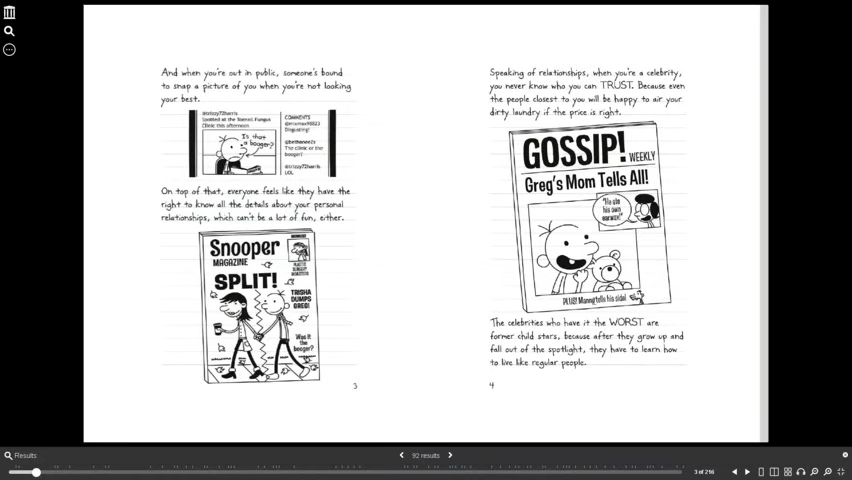 And when you're out in public, someone's bound
to snap a picture of you when you're not looking
your best.
Spotted at the Toenail Fungus
Clinic this afternoon
Is that
a booger?
COMMENTS
Disgusting!
The clinic or the
booger?
@trizzy72harris
LOL
On top of that, everyone feels like they have the
right to know all the details about your personal
relationships, which can't be a lot of fun, either.
Snooper
MAGAZINE
PLASTIC
SURGERY
SPLIT!
TRISHA
DUMPS
GREG!
Was it
the
booger?
3
Speaking of relationships, when you're a celebrity,
you never know who you can TRUST. Because even
the people closest to you will be happy to air your
dirty laundry if the price is right.
GOSSIP!
WEEKLY
Greg's Mom Tells All!
"He ate
his own
earwax!"
PLUS! Manny tells his side!
The celebrities who have it the WORST are
former child stars, because after they grow up and
fall out of the spotlight, they have to learn how
to live like regular people.
4
Results
92 results
3 of 216